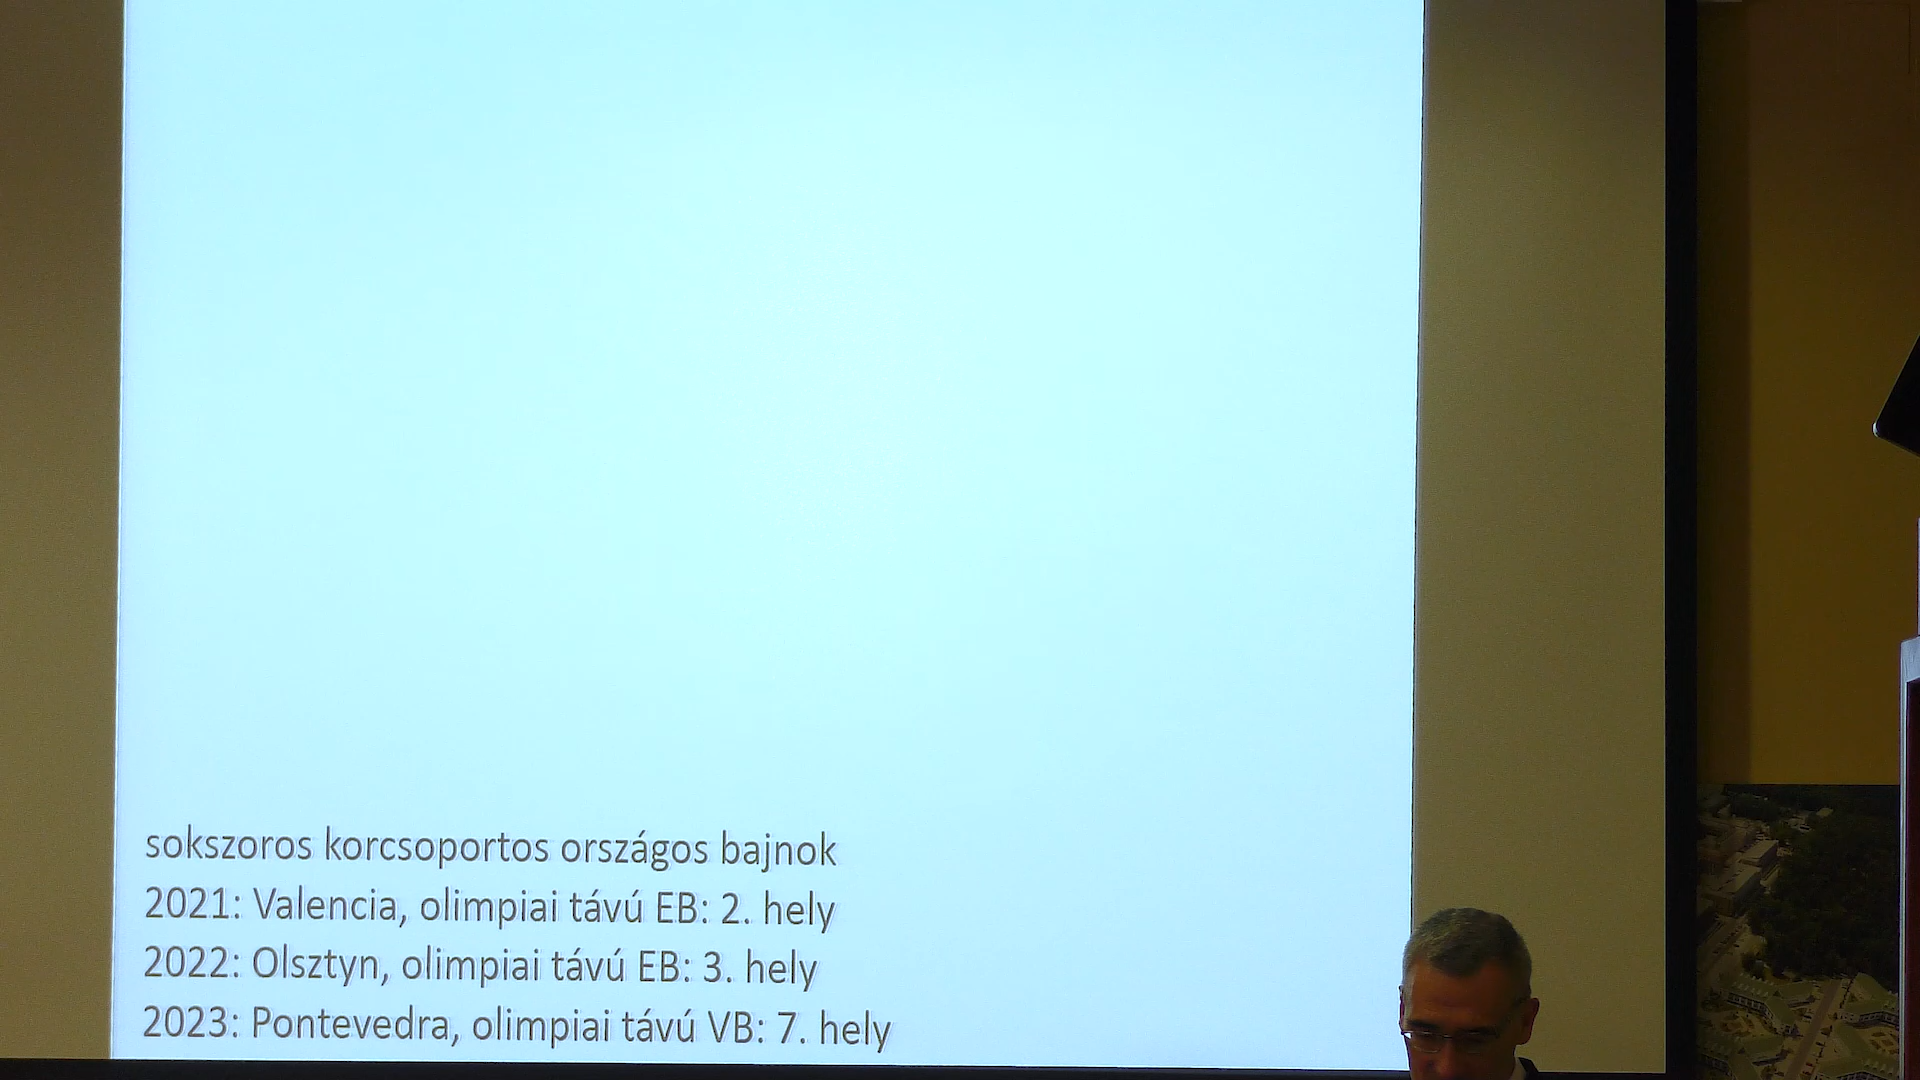 sokszoros korcsoportos országos bajnok
2021: Valencia, olimpiai távú EB: 2. hely
2022: Olsztyn, olimpiai távú EB: 3. hely
2023: Pontevedra, olimpiai távú VB: 7. hely